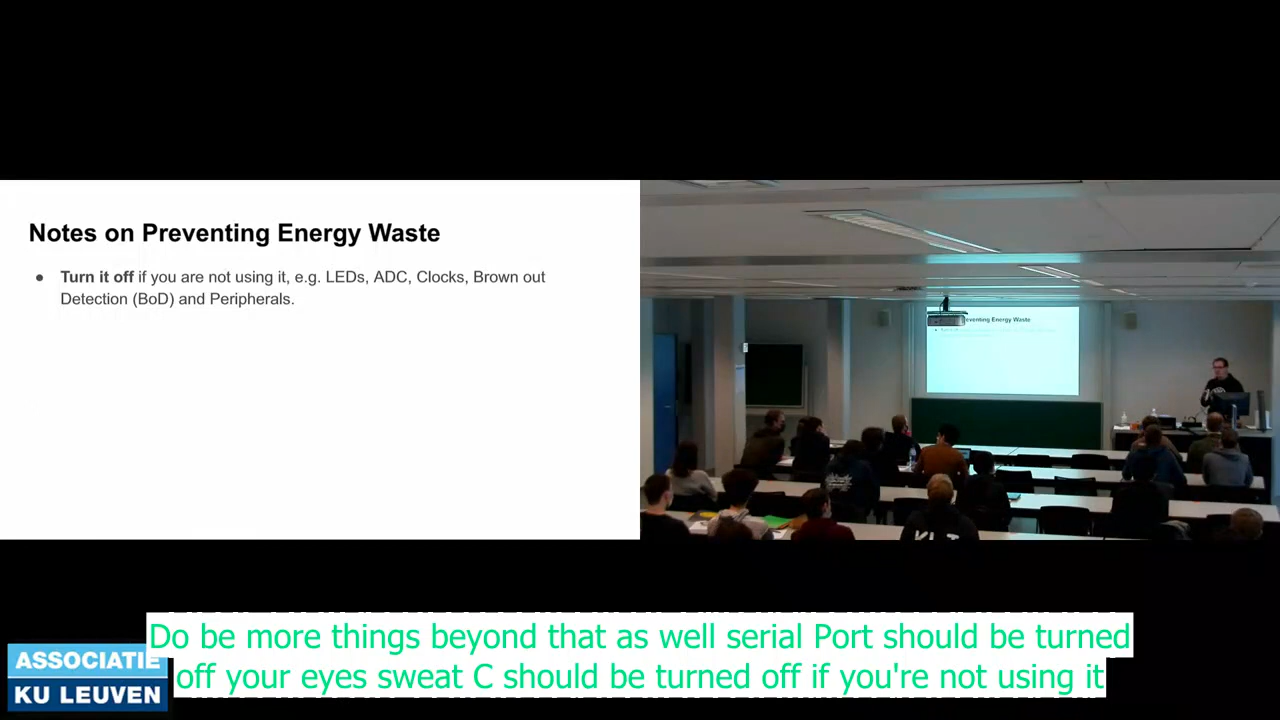 Notes on Preventing Energy Waste
● Turn it off if you are not using it, e.g. LEDs, ADC, Clocks, Brown out
Detection (BoD) and Peripherals.
eventing Energy Waste
Do be more things beyond that as well serial Port should be turned
off your eyes sweat C should be turned off if you're not using it
ASSOCIATIE
KU LEUVEN